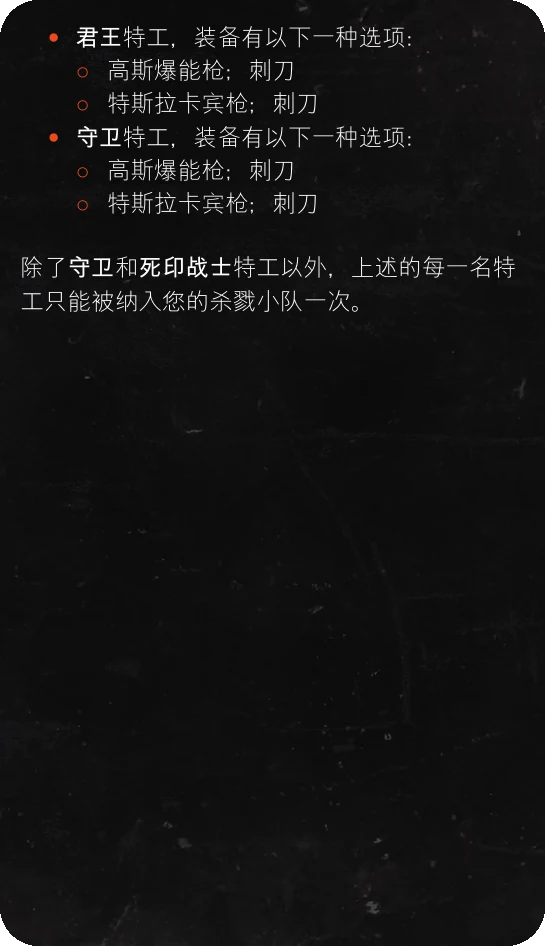 君王特工，装备有以下一种选项：
高斯爆能枪；刺刀
特斯拉卡宾枪；刺刀
守卫特工，装备有以下一种选项：
高斯爆能枪；刺刀
特斯拉卡宾枪；刺刀
除了守卫和死印战士特工以外，上述的每一名特
工只能被纳入您的杀戮小队一次。